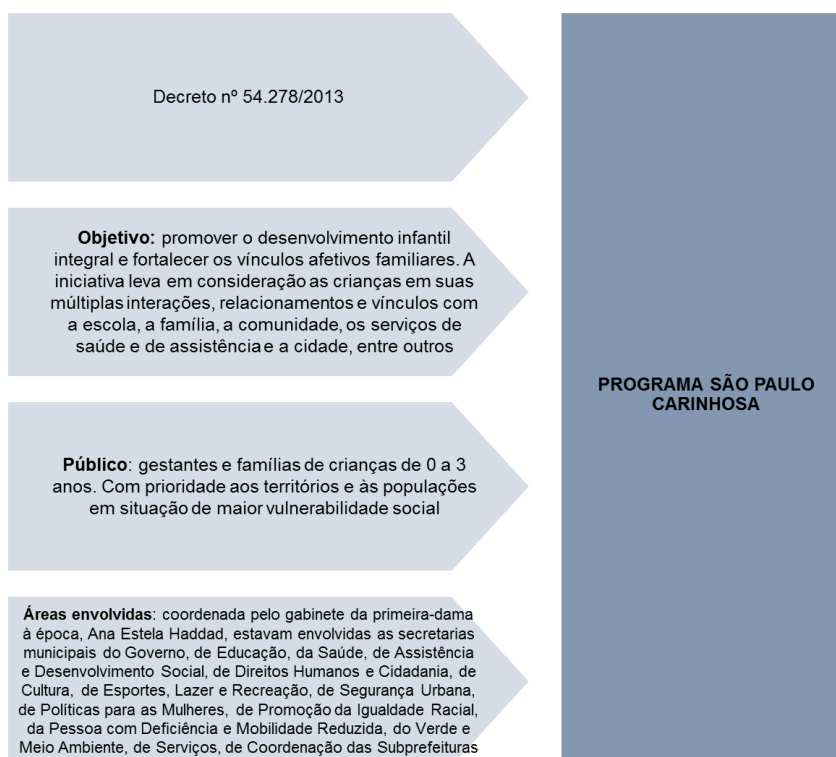 Decreto nº 54.278/2013
Objetivo: promover o desenvolvimento infantil
integral e fortalecer os vínculos afetivos familiares. A
iniciativa leva em consideração as crianças em suas
múltiplas interações, relacionamentos e vínculos com
a escola, a família, a comunidade, os serviços de
saúde e de assistência e a cidade, entre outros
Público: gestantes e famílias de crianças de 0 a 3
anos. Com prioridade aos territórios e às populações
em situação de maior vulnerabilidade social
Áreas envolvidas: coordenada pelo gabinete da primeira-dama
à época, Ana Estela Haddad, estavam envolvidas as secretarias
municipais do Governo, de Educação, da Saúde, de Assistência
e Desenvolvimento Social, de Direitos Humanos e Cidadania, de
Cultura, de Esportes, Lazer e Recreação, de Segurança Urbana,
de Políticas para as Mulheres, de Promoção da Igualdade Racial,
da Pessoa com Deficiência e Mobilidade Reduzida, do Verde e
Meio Ambiente, de Serviços, de Coordenação das Subprefeituras
PROGRAMA SÃO PAULO
CARINHOSA